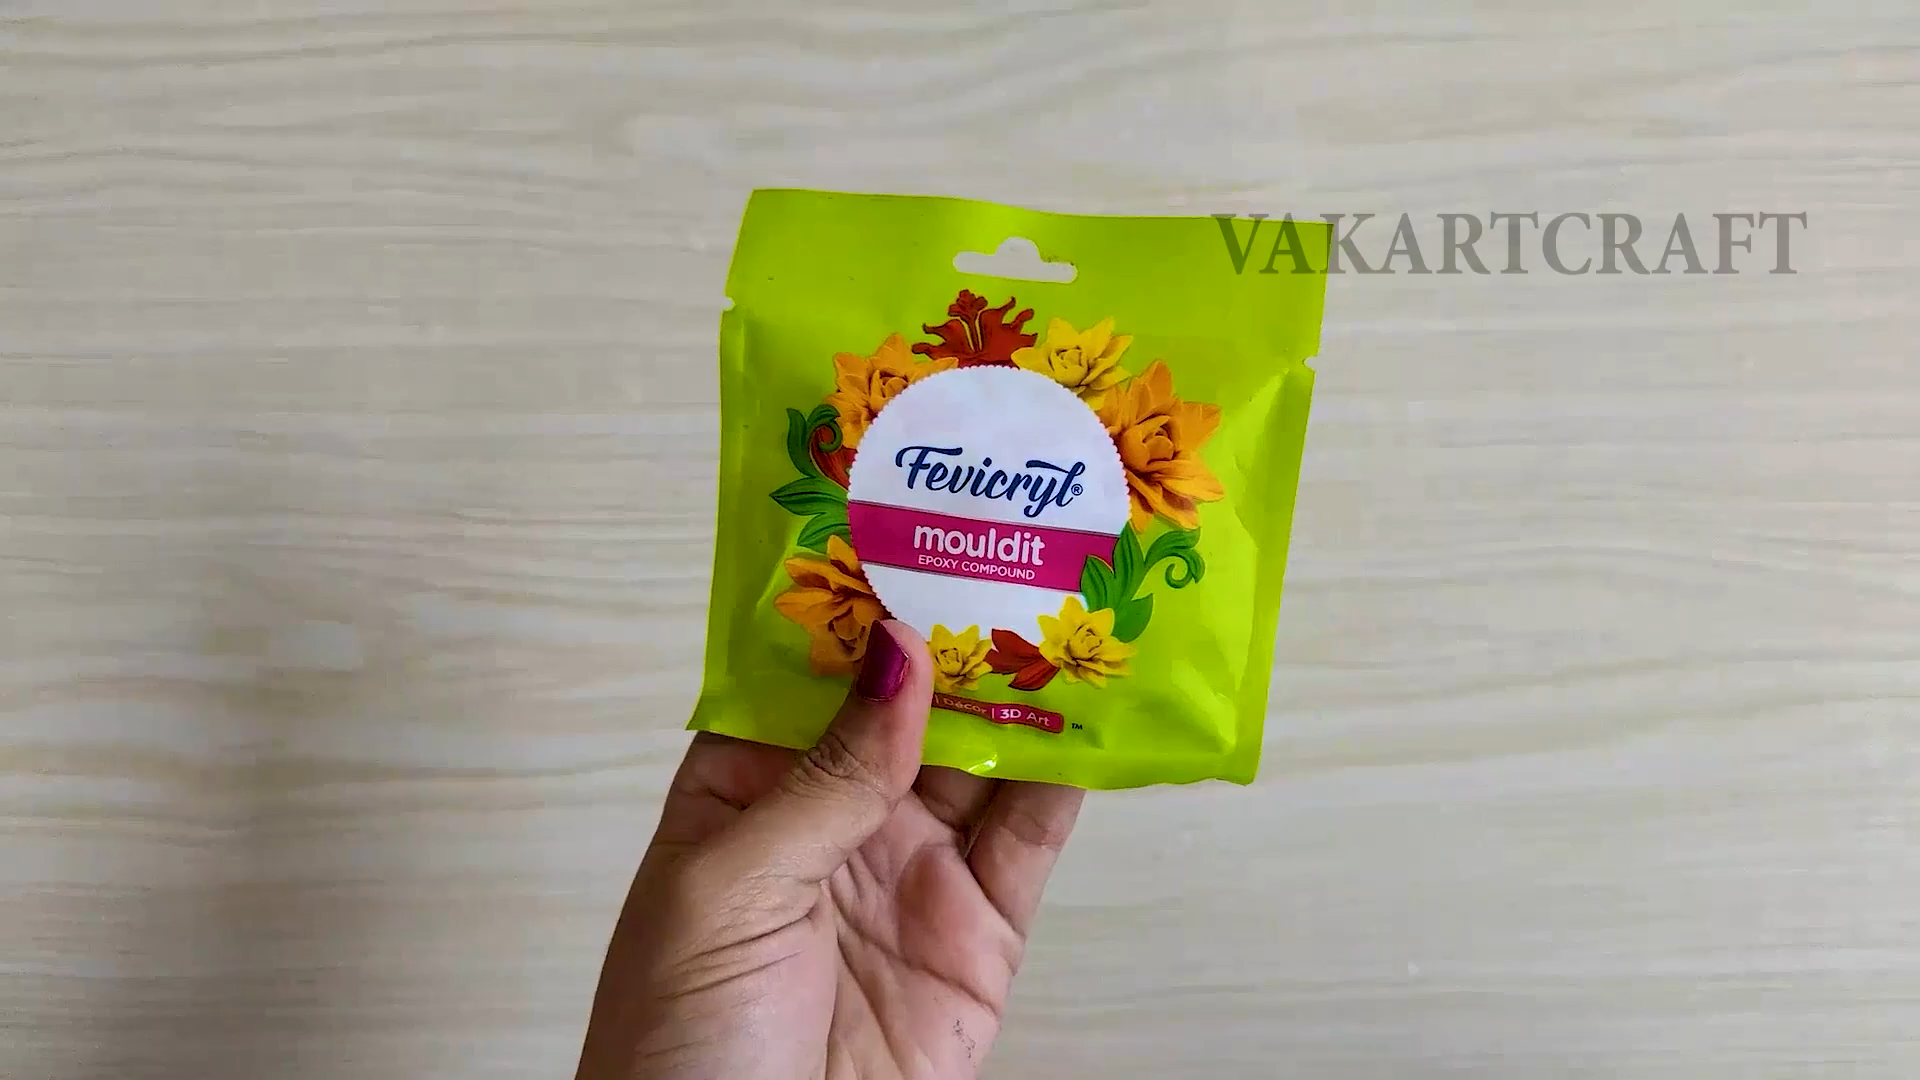 VAKARTCRAFT
Fevicryl®
mouldit
EPOXY COMPOUND
| Décor | 3D Art ™